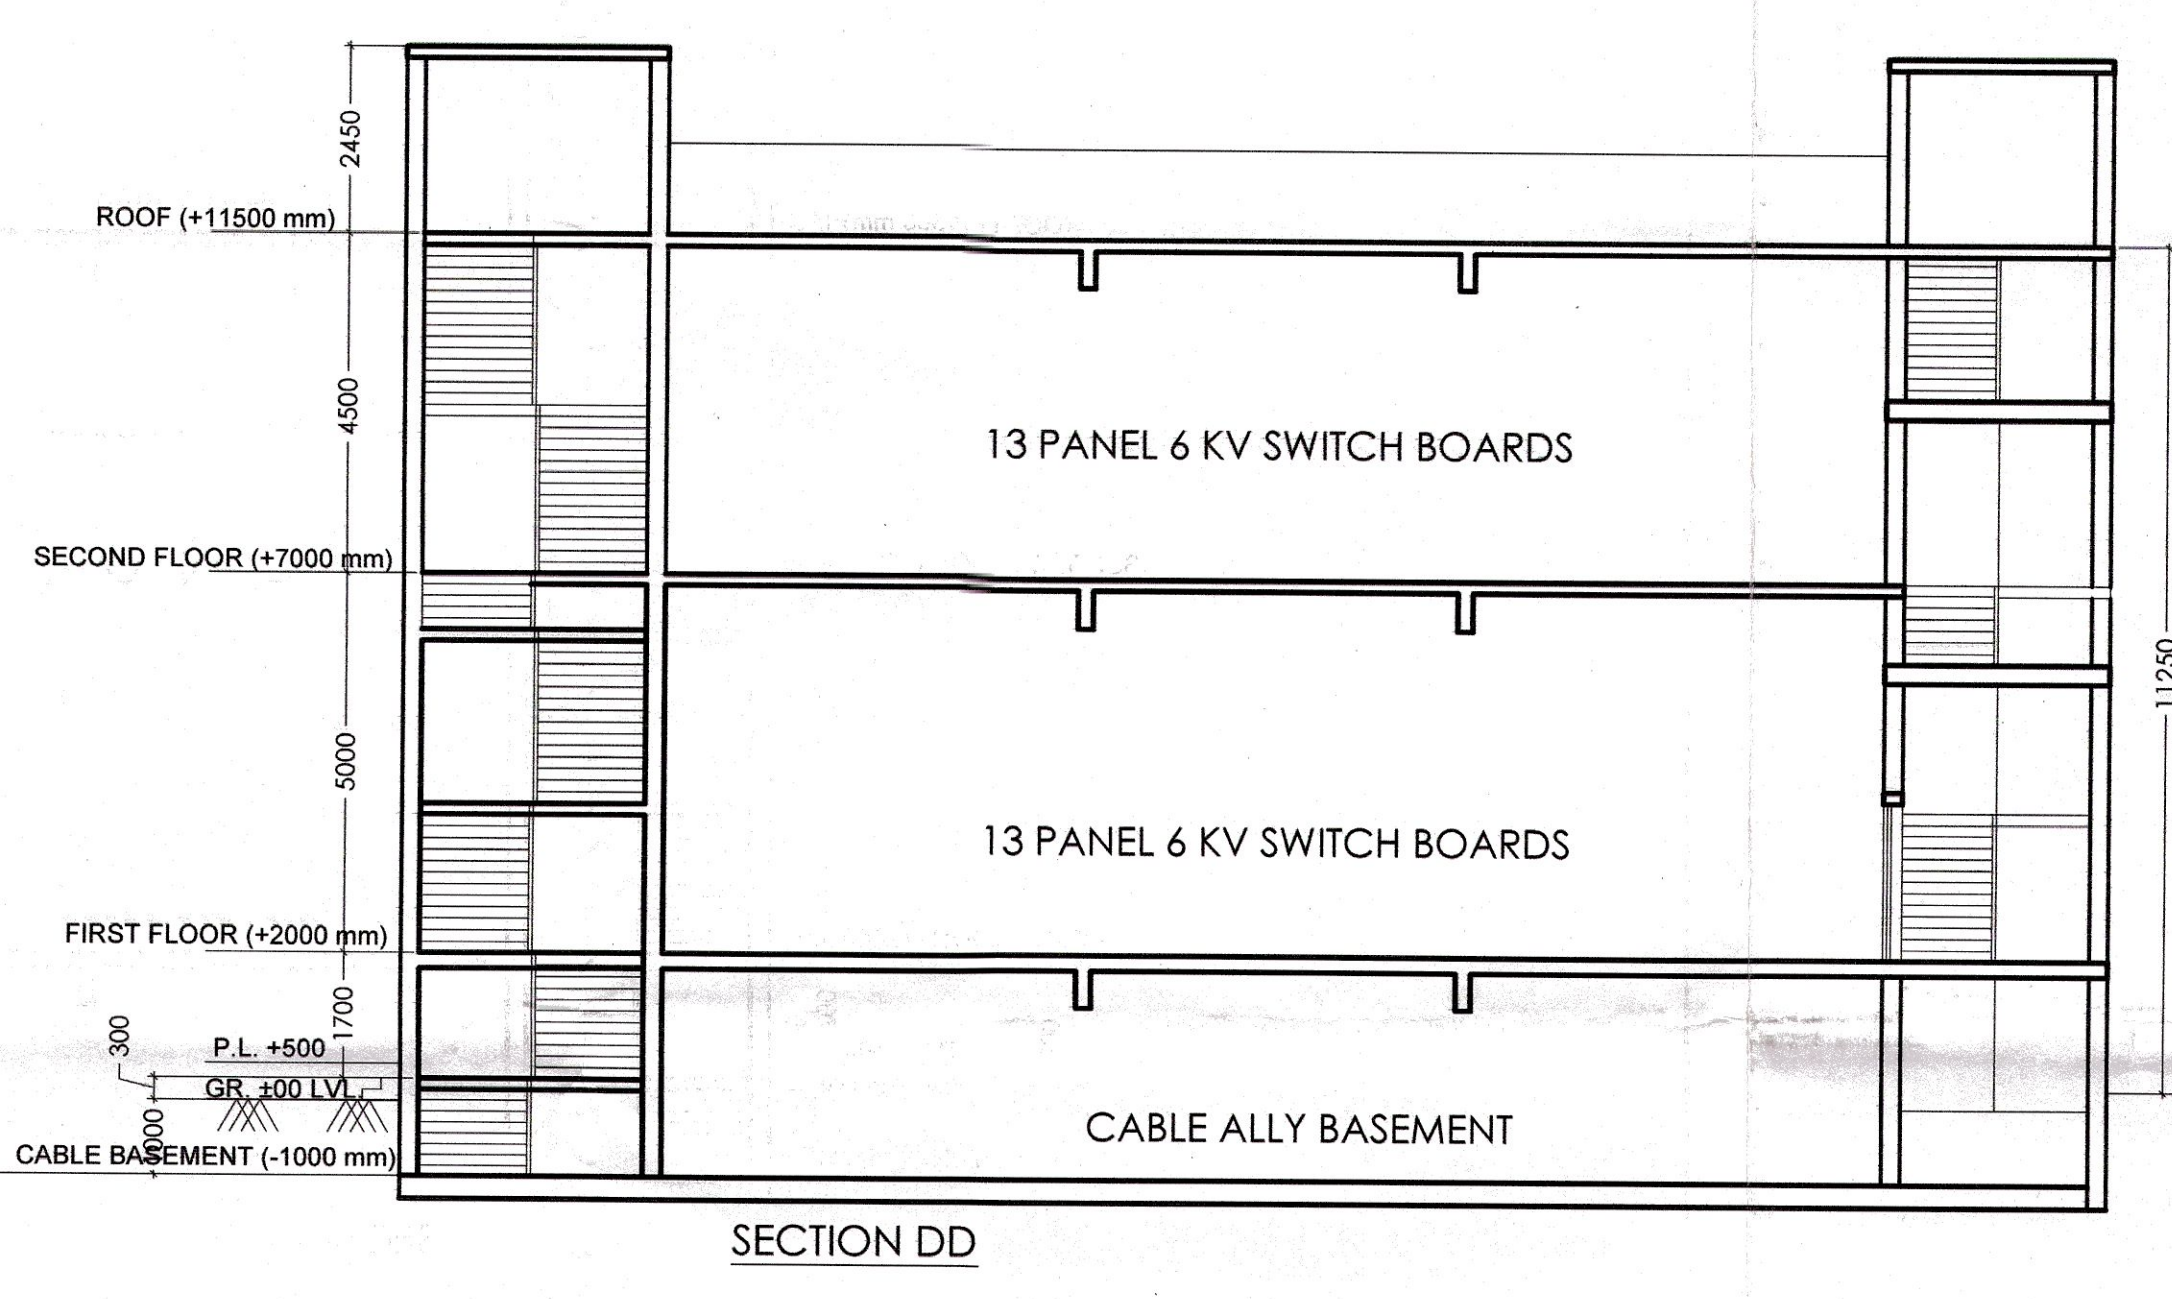 2450
ROOF (+11500 mm)
4500
13 PANEL 6 KV SWITCH BOARDS
SECOND FLOOR (+7000 mm)
11250
5000
13 PANEL 6 KV SWITCH BOARDS
FIRST FLOOR (+2000 mm)
1700
300
P.L. +500
GR. ±00 LVL.
CABLE ALLY BASEMENT
CABLE BASEMENT (-1000 mm)
SECTION DD